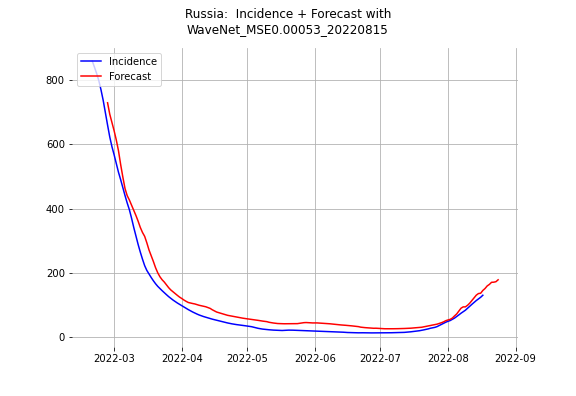 Russia:  Incidence + Forecast with
WaveNet_MSE0.00053_20220815
Incidence
Forecast
800
600
400
200
0
2022-03 2022-04 2022-05 2022-06 2022-07 2022-08 2022-09